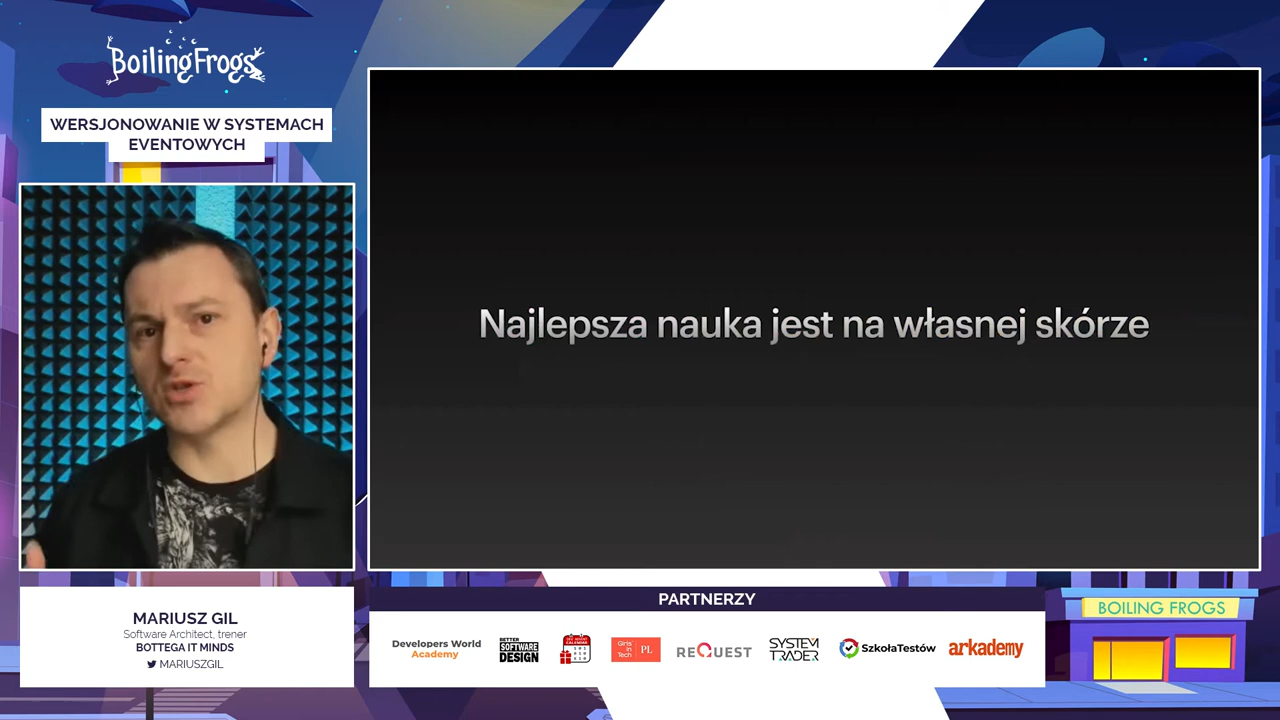 BoilingFrogs
WERSJONOWANIE W SYSTEMACH
EVENTOWYCH
Najlepsza nauka jest na własnej skórze
MARIUSZ GIL
Software Architect, trener
BOTTEGA IT MINDS
MARIUSZGIL
PARTNERZY
Developers World
Academy
BETTER
SOFTWARE
DESIGN
CALENDAR
Girls
in
Tech
PL
REQUEST
SYSTEM
TRADER
SzkołaTestów
arkademy
BOILING FROGS